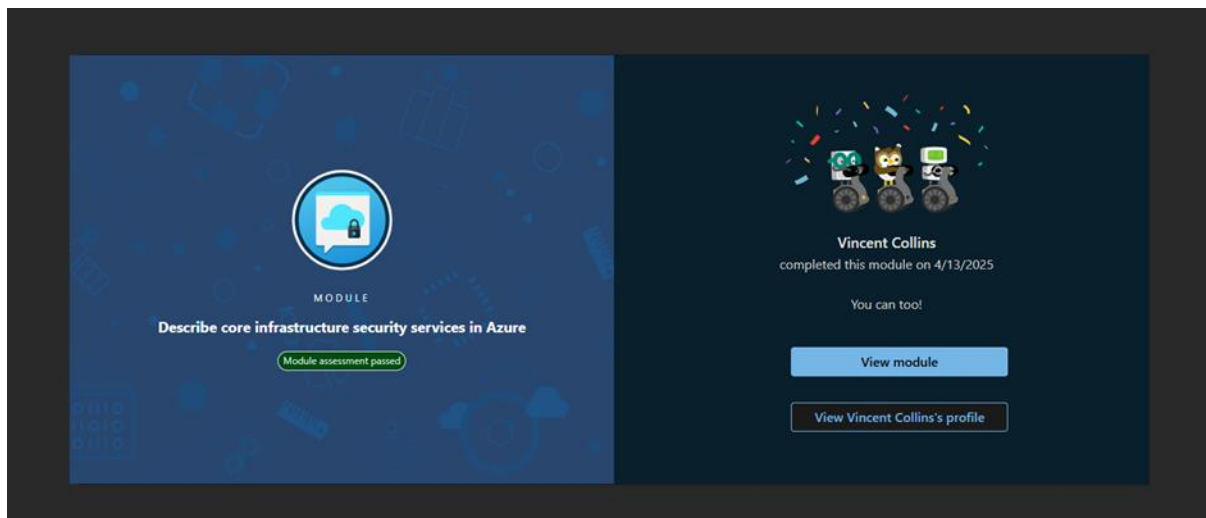 MODULE
Describe core infrastructure security services in Azure
Module assessment passed
Vincent Collins
completed this module on 4/13/2025
You can too!
View module
View Vincent Collins's profile